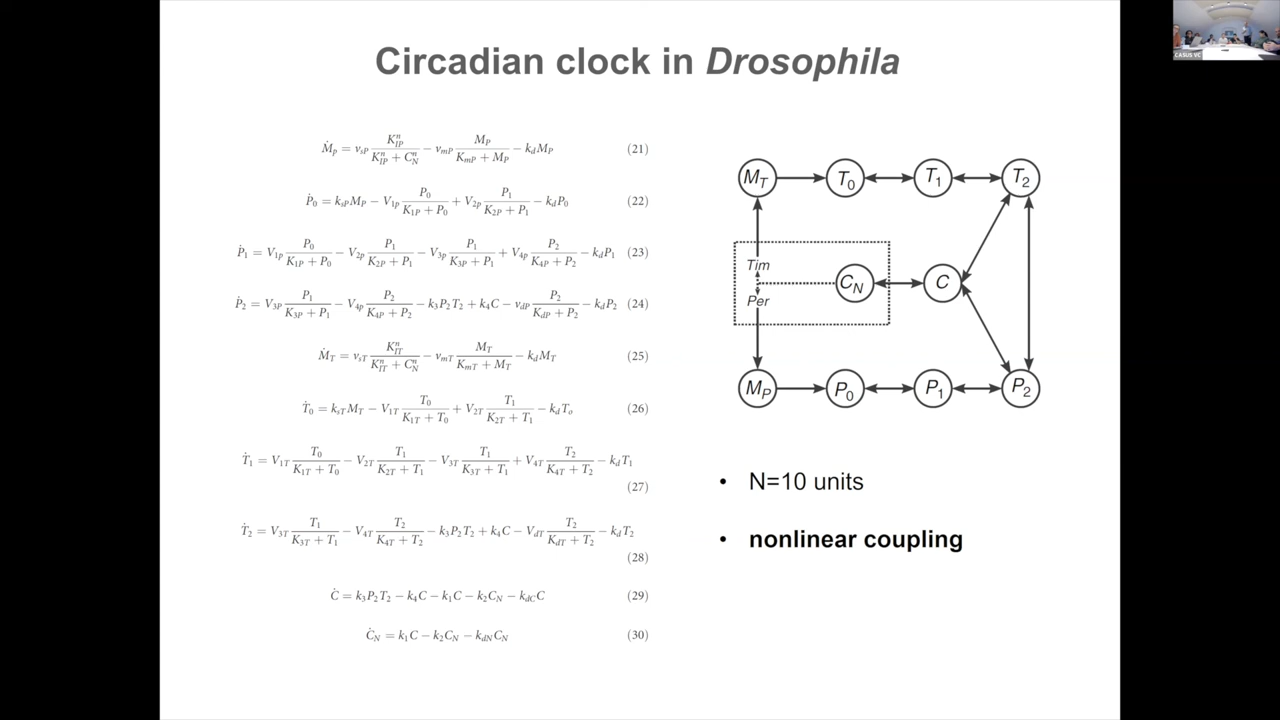 Circadian clock in Drosophila
Ṁ_p = v_sP K_IP^n / (K_IP^n + C_N^n) − v_mP M_P / (K_mP + M_P) − k_d M_P (21)
Ṗ_0 = k_sP M_P − V_1p P_0 / (K_1P + P_0) + V_2p P_1 / (K_2P + P_1) − k_d P_0 (22)
Ṗ_1 = V_1p P_0 / (K_1P + P_0) − V_2p P_1 / (K_2P + P_1) − V_3p P_1 / (K_3P + P_1) + V_4p P_2 / (K_4P + P_2) − k_d P_1 (23)
Ṗ_2 = V_3P P_1 / (K_3P + P_1) − V_4p P_2 / (K_4P + P_2) − k_3 P_2 T_2 + k_4 C − v_dP P_2 / (K_dP + P_2) − k_d P_2 (24)
Ṁ_T = v_sT K_IT^n / (K_IT^n + C_N^n) − v_mT M_T / (K_mT + M_T) − k_d M_T (25)
Ṫ_0 = k_sT M_T − V_1T T_0 / (K_1T + T_0) + V_2T T_1 / (K_2T + T_1) − k_d T_o (26)
Ṫ_1 = V_1T T_0 / (K_1T + T_0) − V_2T T_1 / (K_2T + T_1) − V_3T T_1 / (K_3T + T_1) + V_4T T_2 / (K_4T + T_2) − k_d T_1
(27)
Ṫ_2 = V_3T T_1 / (K_3T + T_1) − V_4T T_2 / (K_4T + T_2) − k_3 P_2 T_2 + k_4 C − V_dT T_2 / (K_dT + T_2) − k_d T_2
(28)
Ċ = k_3 P_2 T_2 − k_4 C − k_1 C − k_2 C_N − k_dC C (29)
Ċ_N = k_1 C − k_2 C_N − k_dN C_N (30)
M_T T_0 T_1 T_2
Tim
C_N C
Per
M_P P_0 P_1 P_2
• N=10 units
• nonlinear coupling
CASUS VC